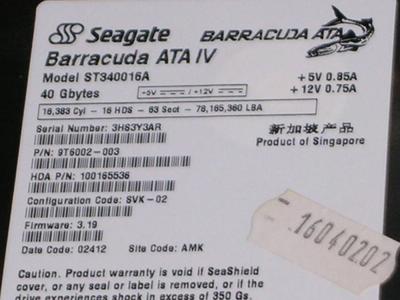 Seagate BARRACUDA ATA
Barracuda ATA IV
Model ST340016A +5V 0.85A
40 Gbytes +5V +12V +12V 0.75A
16,383 Cyl - 16 HDS - 63 Sect - 78,165,360 LBA
Serial Number: 3HS3Y3AR 新加坡产品
Product of Singapore
P/N: 9T6002-003
HDA P/N: 100165536
Configuration Code: SVK-02
Firmware: 3.19
Date Code: 02412 Site Code: AMK
16040202
Caution. Product warranty is void if SeaShield
cover, or any seal or label is removed, or if the
drive experiences shock in excess of 350 Gs.